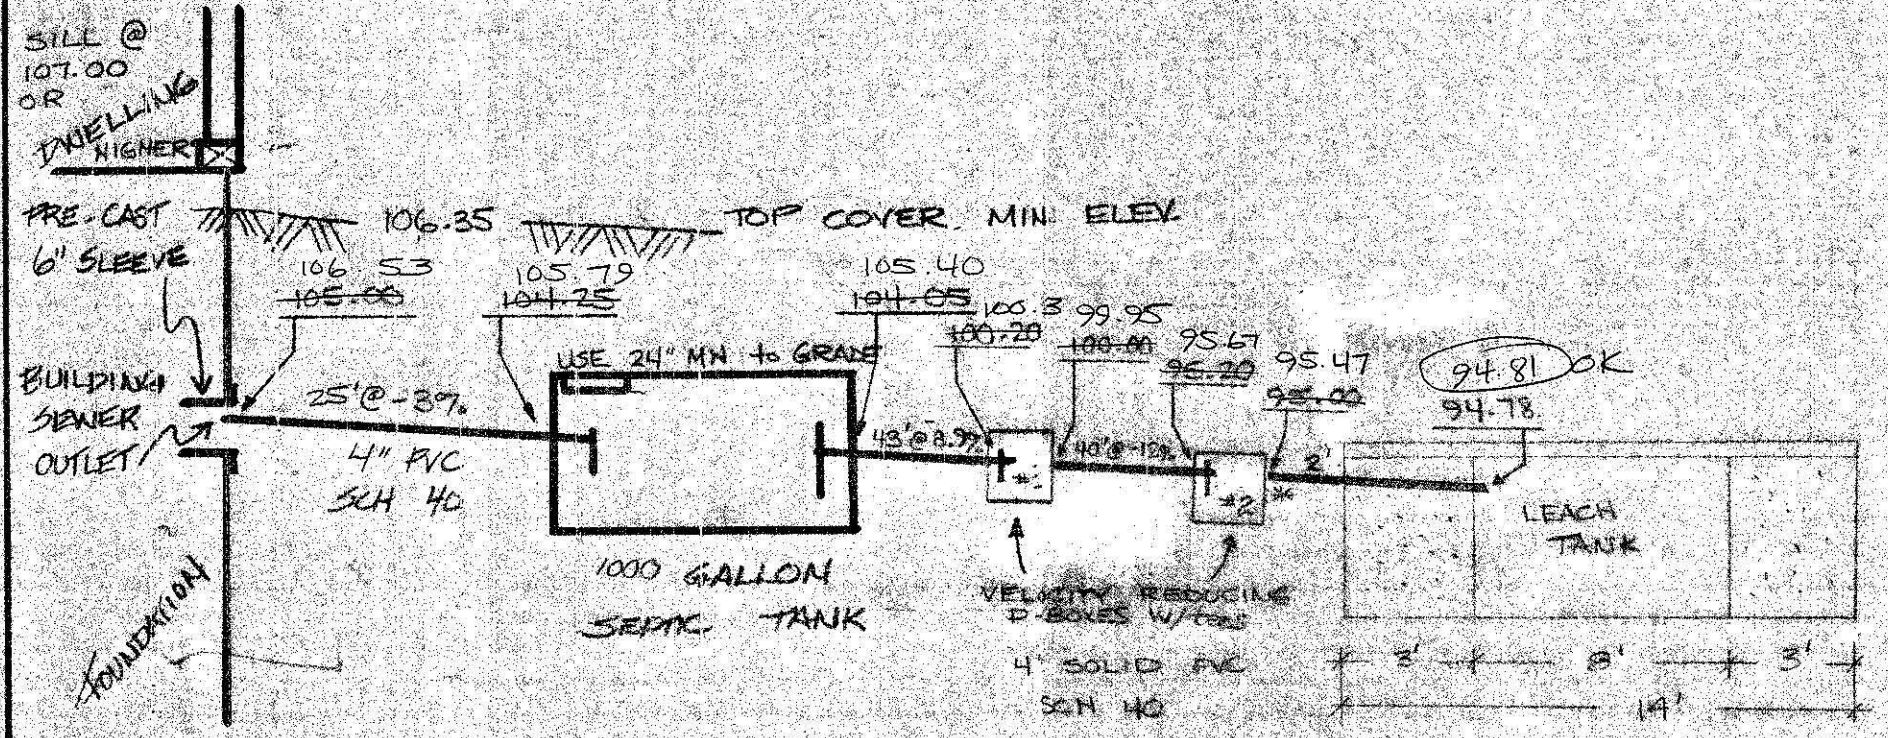 SILL @
107.00
OR
HIGHER
DWELLING
PRE-CAST
6" SLEEVE
106.35
TOP COVER. MIN. ELEV.
106.53
105.00
105.79
104.25
105.40
104.05
100.3
100.20
99.95
100.00
95.67
95.20
95.47
95.00
94.81 OK
94.78
USE 24" MH to GRADE
BUILDING
SEWER
OUTLET
25' @ -3%
4" PVC
SCH 40
43' @
40' @
2'
#1
#2 *
LEACH
TANK
1000 GALLON
SEPTIC TANK
VELOCITY REDUCING
D-BOXES W/TEES
4" SOLID PVC
SCH 40
3' 8' 3'
14'
FOUNDATION